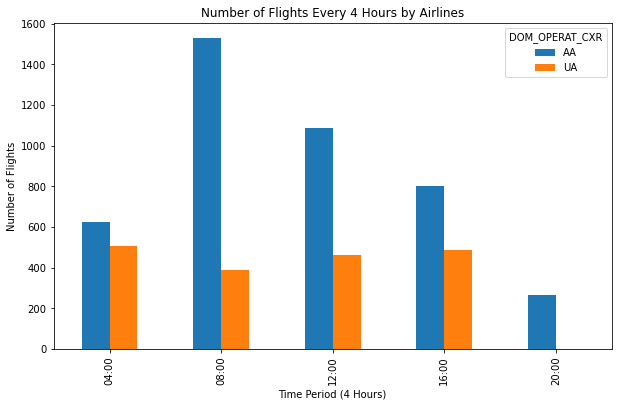 Number of Flights Every 4 Hours by Airlines
DOM_OPERAT_CXR
AA
UA
Number of Flights
1600
1400
1200
1000
800
600
400
200
0
04:00
08:00
12:00
16:00
20:00
Time Period (4 Hours)